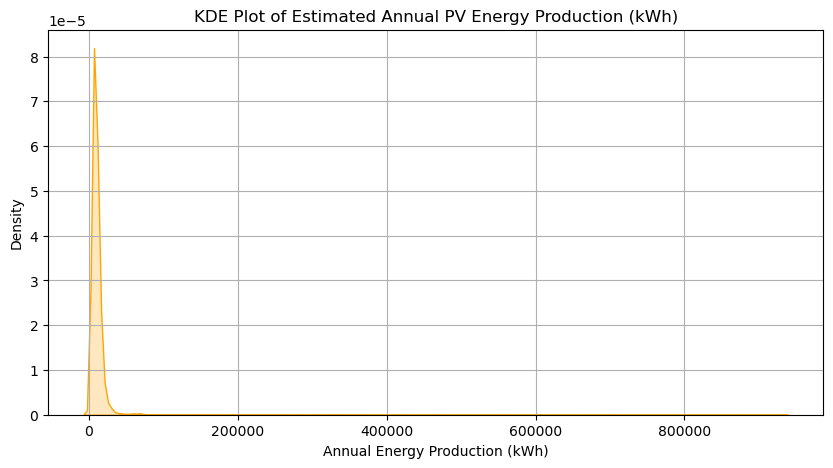 KDE Plot of Estimated Annual PV Energy Production (kWh)
1e−5
8
7
6
5
4
3
2
1
0
Density
0 200000 400000 600000 800000
Annual Energy Production (kWh)